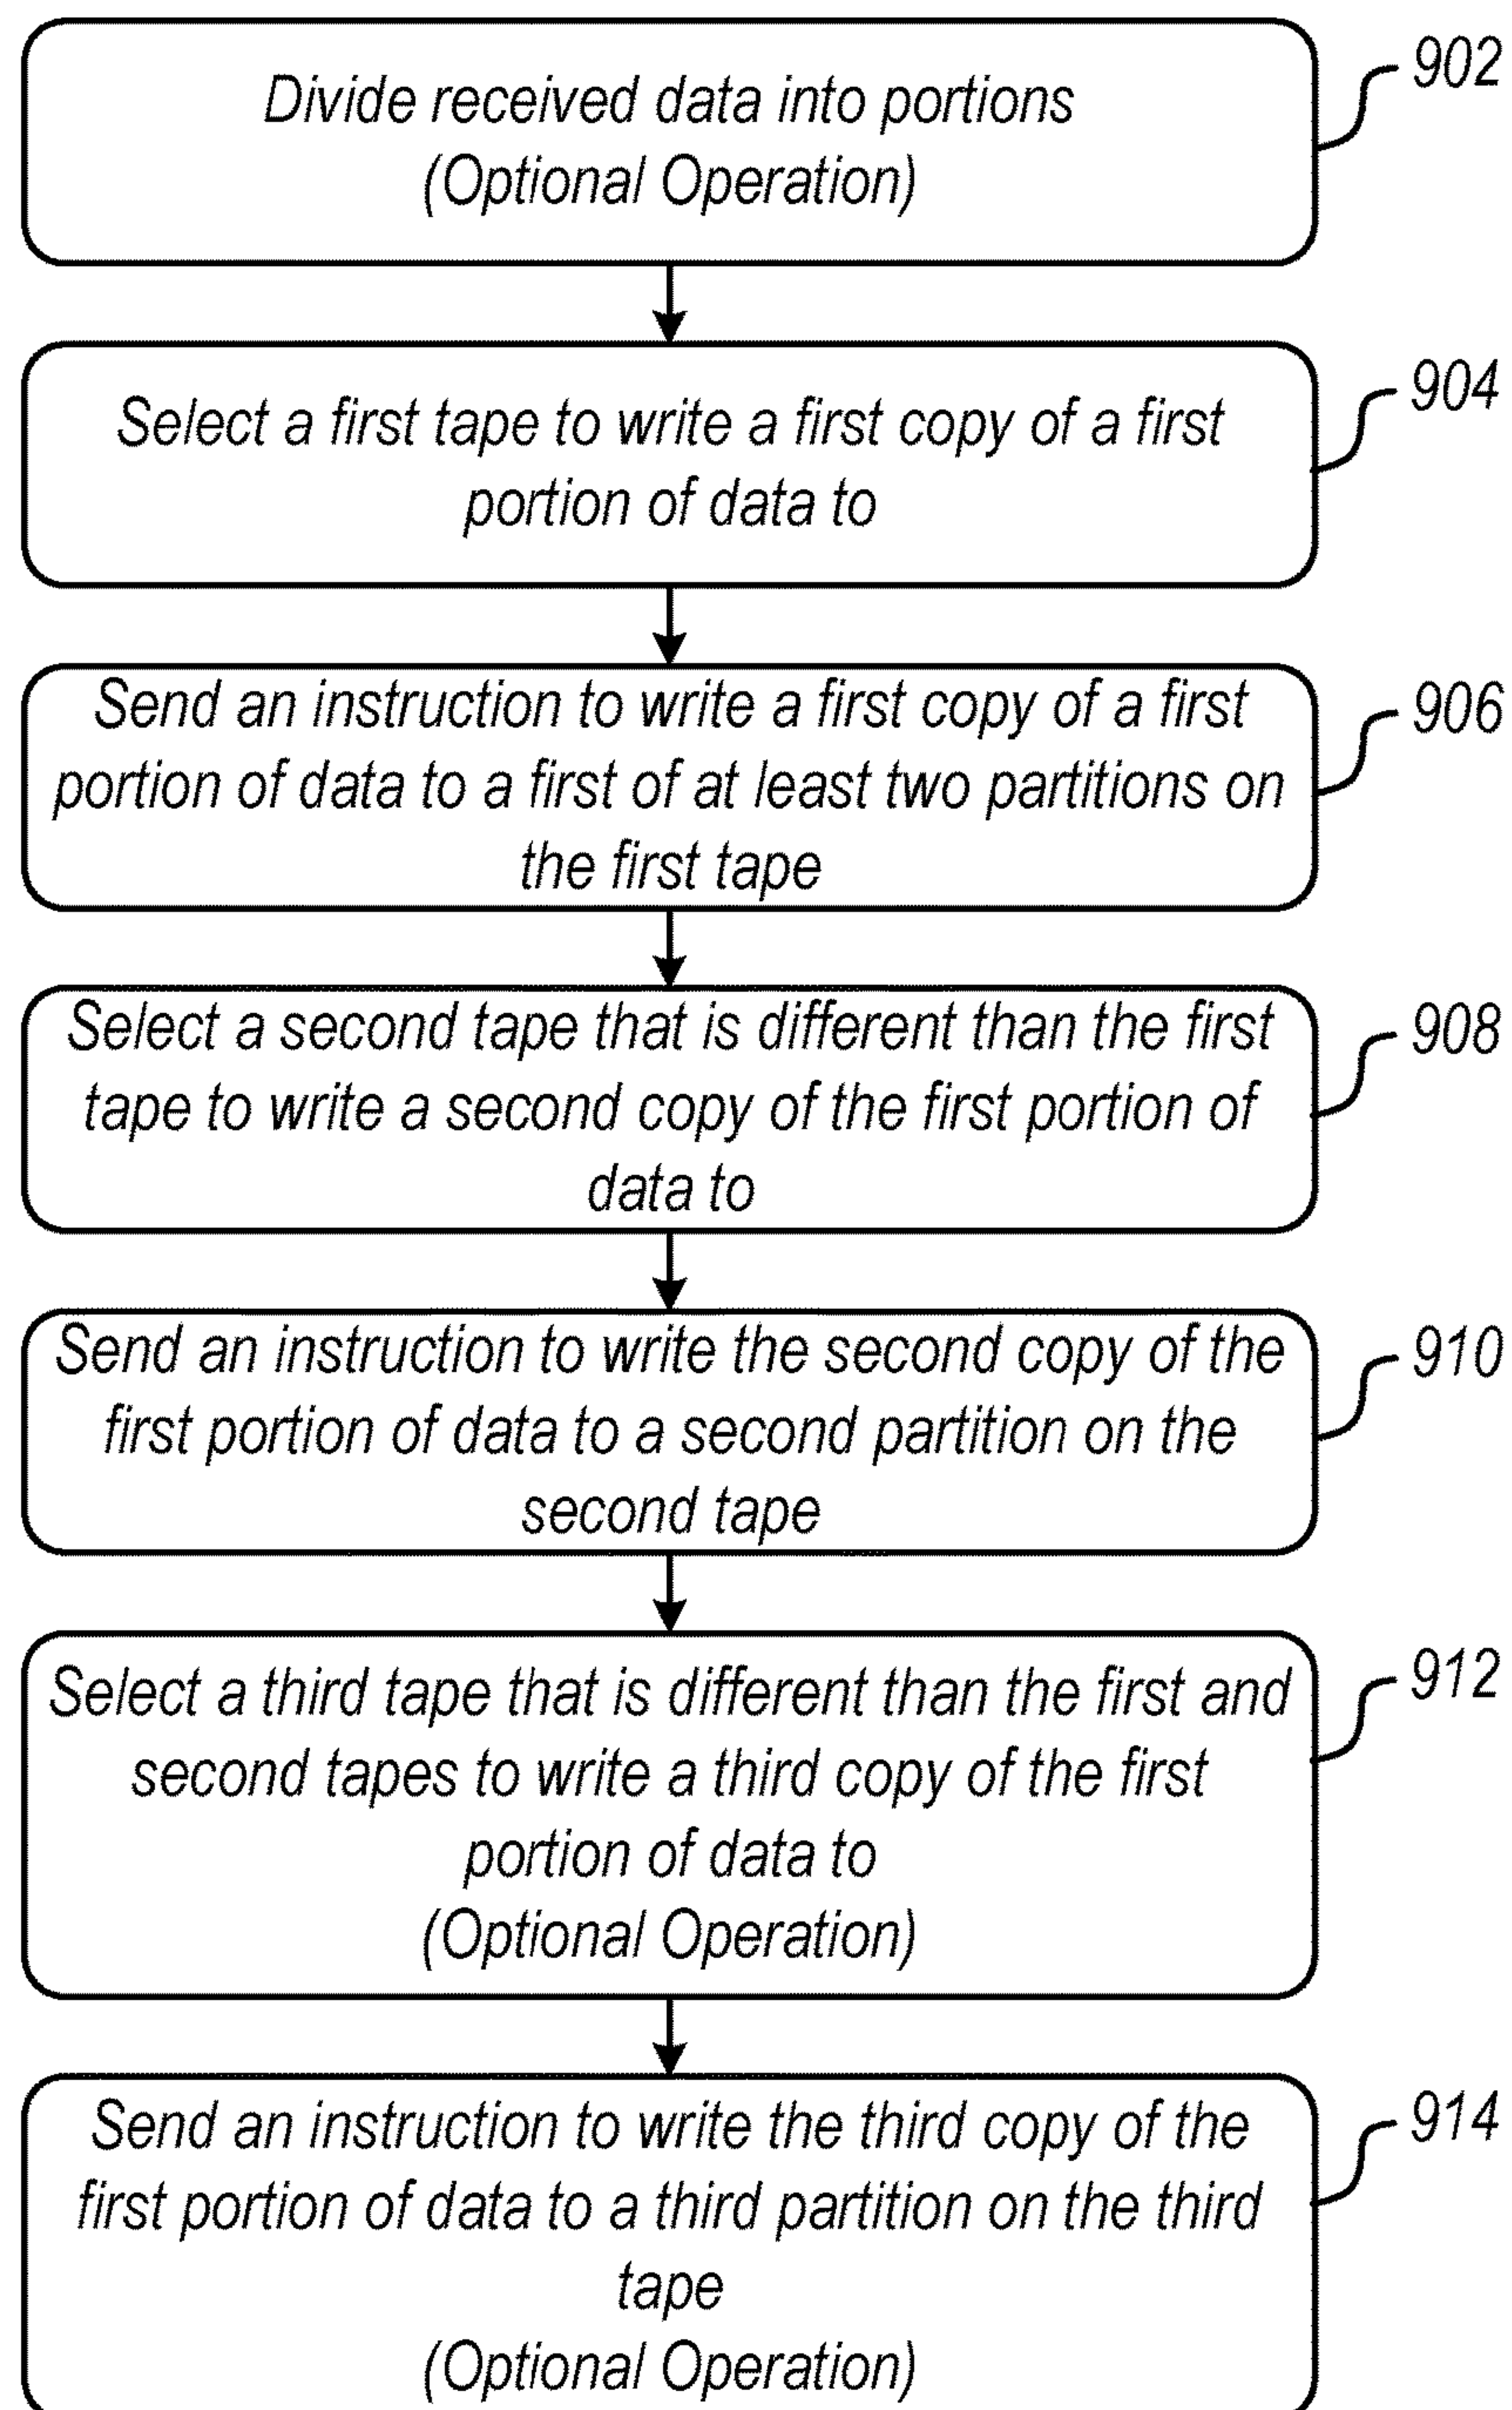 Divide received data into portions
(Optional Operation)
902
Select a first tape to write a first copy of a first
portion of data to
904
Send an instruction to write a first copy of a first
portion of data to a first of at least two partitions on
the first tape
906
Select a second tape that is different than the first
tape to write a second copy of the first portion of
data to
908
Send an instruction to write the second copy of the
first portion of data to a second partition on the
second tape
910
Select a third tape that is different than the first and
second tapes to write a third copy of the first
portion of data to
(Optional Operation)
912
Send an instruction to write the third copy of the
first portion of data to a third partition on the third
tape
(Optional Operation)
914